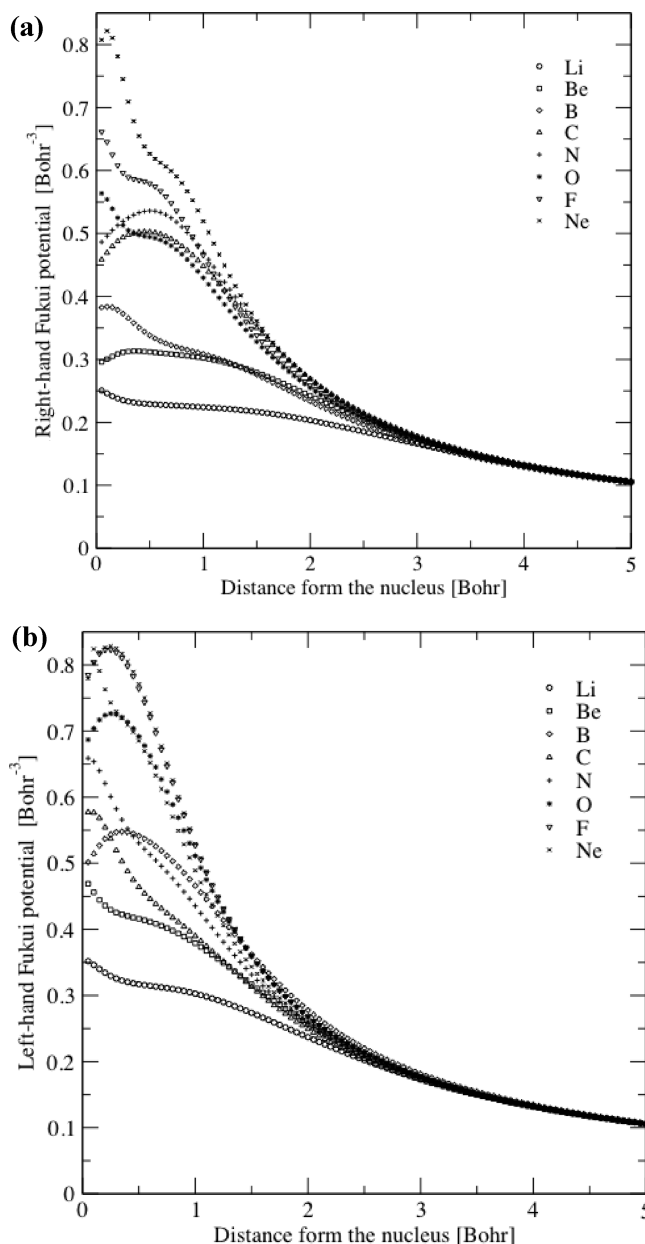 (a)
Right-hand Fukui potential [Bohr-3]
0.8
0.7
0.6
0.5
0.4
0.3
0.2
0.1
0
Li
Be
B
C
N
O
F
Ne
0 1 2 3 4 5
Distance form the nucleus [Bohr]
(b)
Left-hand Fukui potential [Bohr-3]
0.8
0.7
0.6
0.5
0.4
0.3
0.2
0.1
0
Li
Be
B
C
N
O
F
Ne
0 1 2 3 4 5
Distance form the nucleus [Bohr]